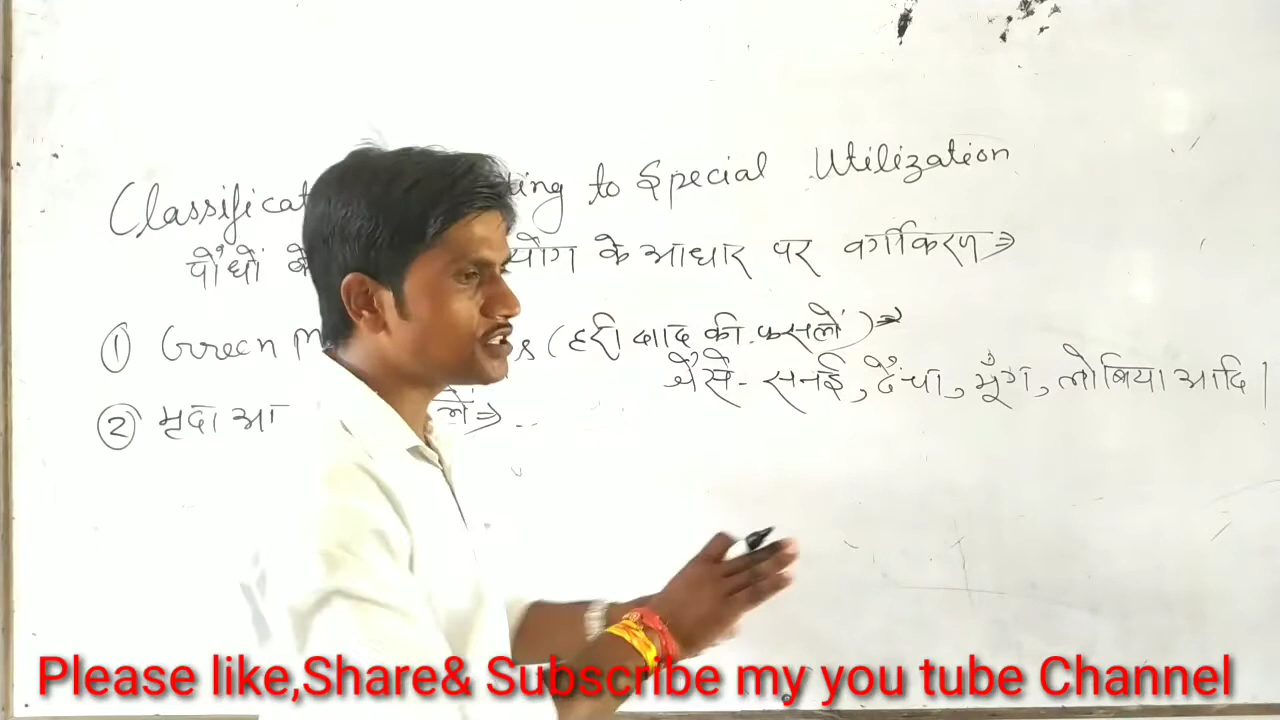 Classificat ting to Special Utilization
पौधों के योग के आधार पर वर्गीकरण ⇒
① Green M s (हरी खाद की फसलें) ⇒
जैसे - सनई, ढैंचा, मूँग, लोबिया आदि |
② मृदा आ लें ⇒
Please like,Share& Subscribe my you tube Channel